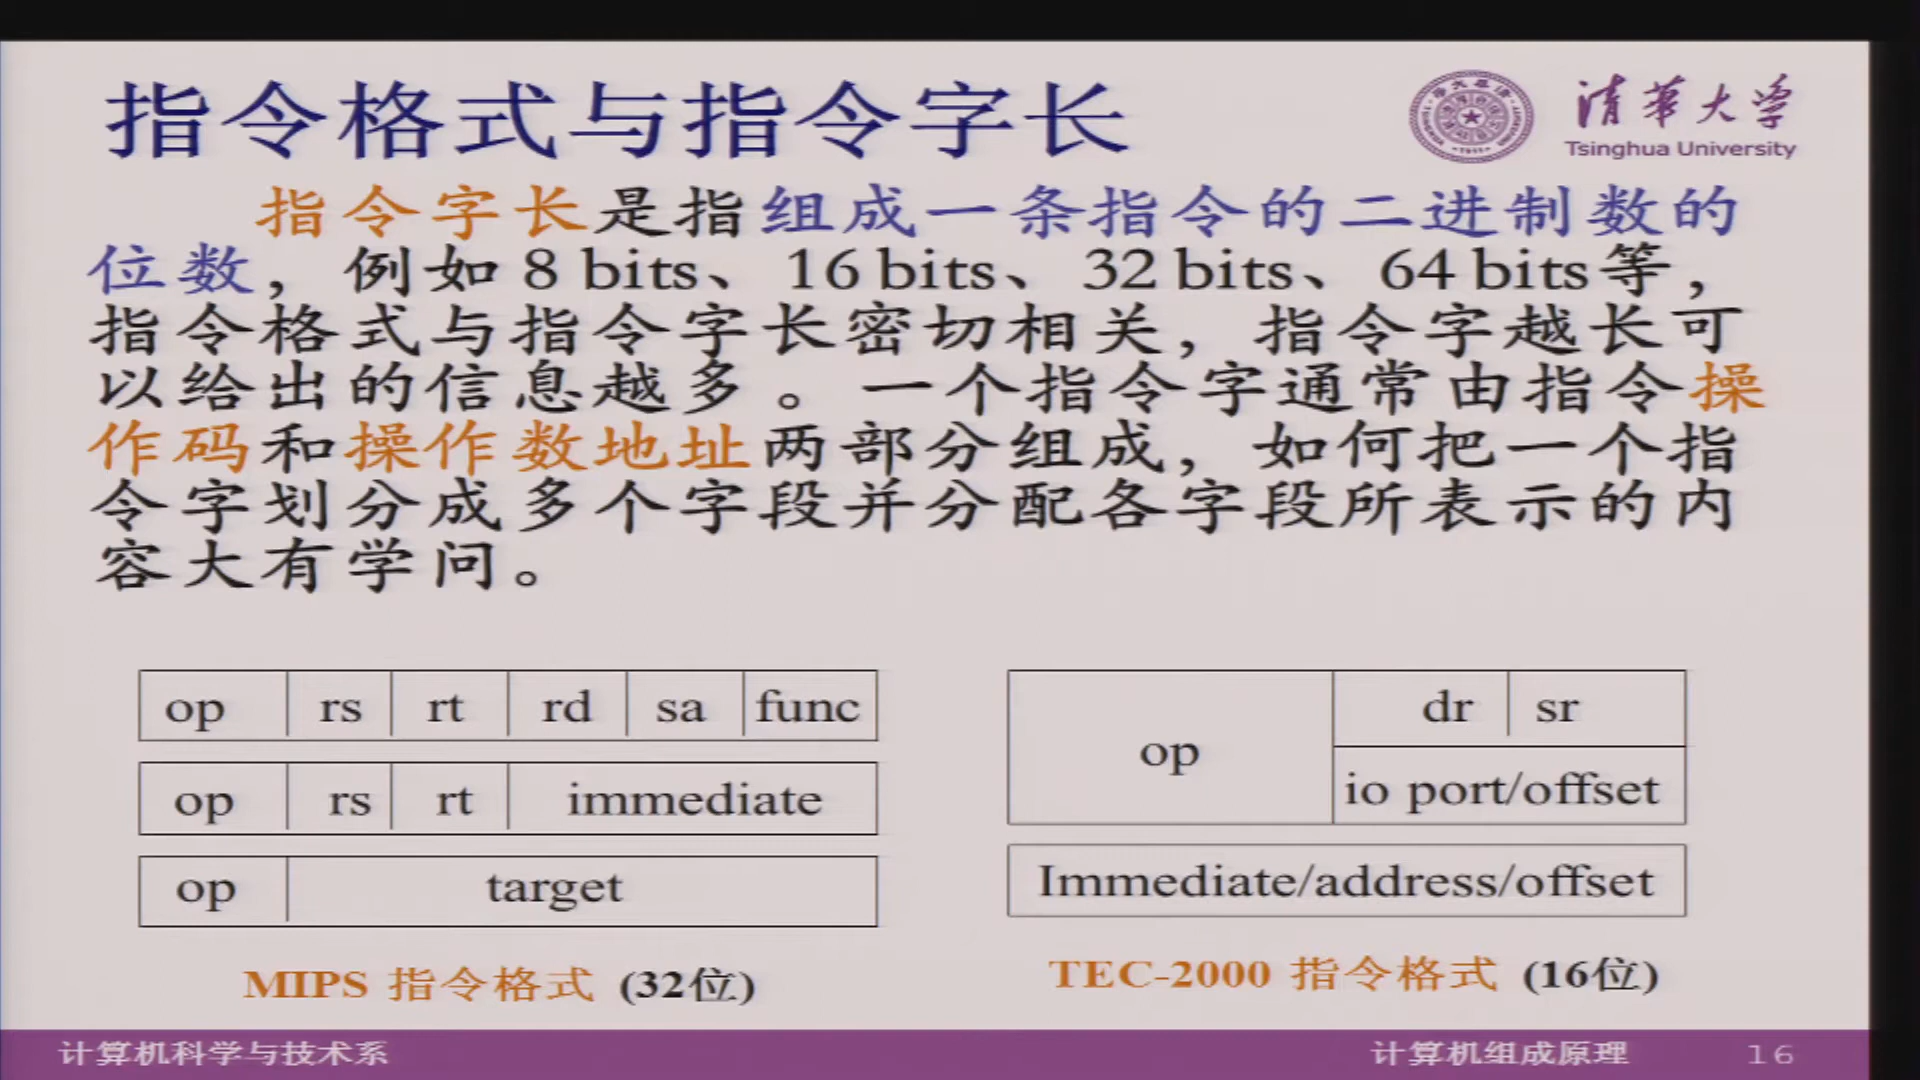 指令格式与指令字长
清华大学
Tsinghua University
指令字长是指组成一条指令的二进制数的
位数，例如 8 bits、16 bits、32 bits、64 bits等，
指令格式与指令字长密切相关，指令字越长可
以给出的信息越多。一个指令字通常由指令操
作码和操作数地址两部分组成，如何把一个指
令字划分成多个字段并分配各字段所表示的内
容大有学问。
op rs rt rd sa func
op rs rt immediate
op target
MIPS 指令格式 (32位)
dr sr
op
io port/offset
Immediate/address/offset
TEC-2000 指令格式 (16位)
计算机科学与技术系
计算机组成原理 16